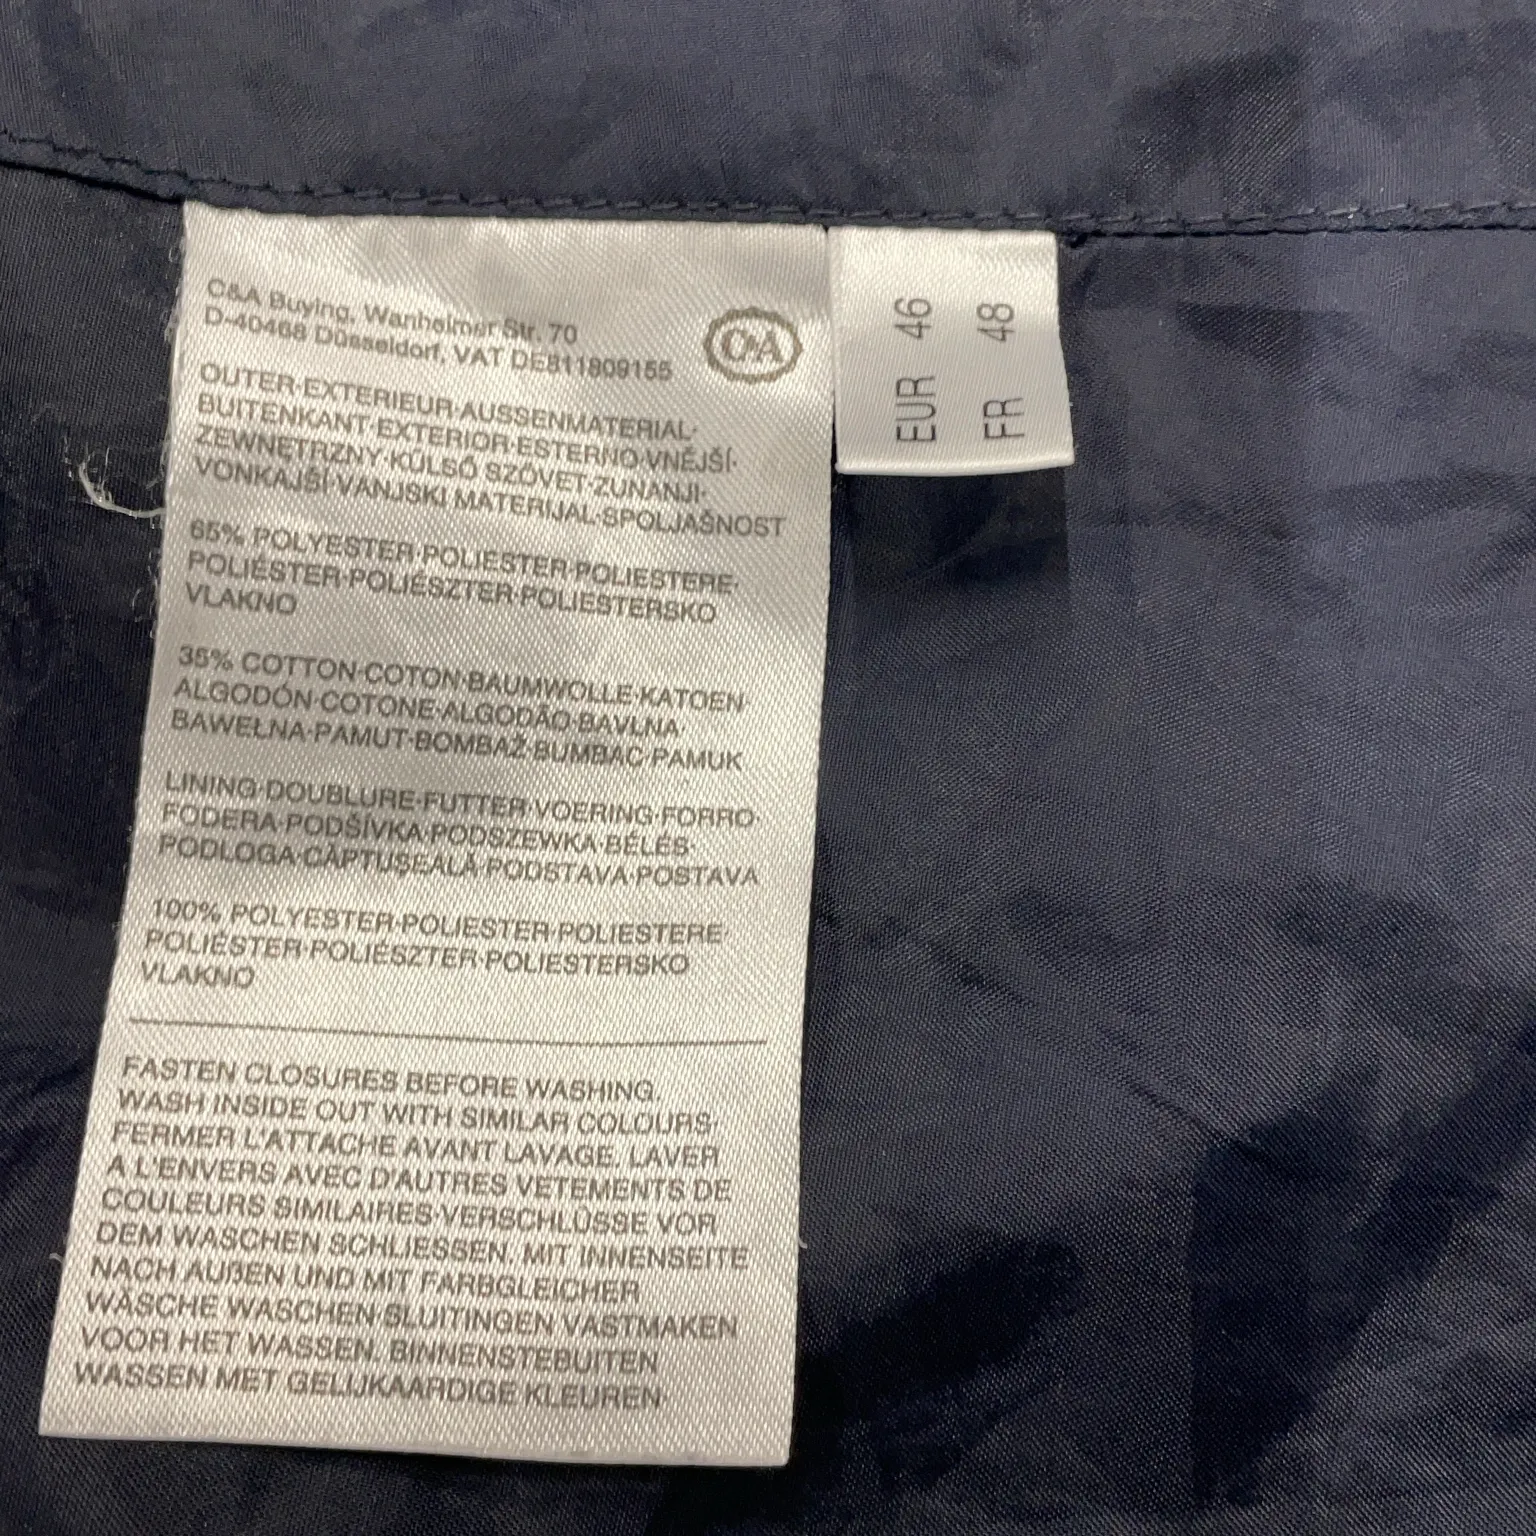 C&A Buying, Wanheimer Str. 70
D-40468 Düsseldorf, VAT DE811809155
C&A
OUTER·EXTERIEUR·AUSSENMATERIAL·
BUITENKANT·EXTERIOR·ESTERNO·VNĚJŠÍ·
ZEWNĘTRZNY·KÜLSŐ SZÖVET·ZUNANJI·
VONKAJŠÍ·VANJSKI MATERIJAL·SPOLJAŠNOST
65% POLYESTER·POLIESTER·POLIESTERE·
POLIÉSTER·POLIÉSZTER·POLIESTERSKO
VLAKNO
35% COTTON·COTON·BAUMWOLLE·KATOEN·
ALGODÓN·COTONE·ALGODÃO·BAVLNA·
BAWEŁNA·PAMUT·BOMBAŽ·BUMBAC·PAMUK
LINING·DOUBLURE·FUTTER·VOERING·FORRO·
FODERA·PODŠÍVKA·PODSZEWKA·BÉLÉS·
PODLOGA·CĂPTUȘEALĂ·PODSTAVA·POSTAVA
100% POLYESTER·POLIESTER·POLIESTERE·
POLIÉSTER·POLIÉSZTER·POLIESTERSKO
VLAKNO
FASTEN CLOSURES BEFORE WASHING.
WASH INSIDE OUT WITH SIMILAR COLOURS·
FERMER L'ATTACHE AVANT LAVAGE. LAVER
A L'ENVERS AVEC D'AUTRES VETEMENTS DE
COULEURS SIMILAIRES·VERSCHLÜSSE VOR
DEM WASCHEN SCHLIESSEN. MIT INNENSEITE
NACH AUßEN UND MIT FARBGLEICHER
WÄSCHE WASCHEN·SLUITINGEN VASTMAKEN
VOOR HET WASSEN. BINNENSTEBUITEN
WASSEN MET GELIJKAARDIGE KLEUREN·
EUR 46
FR 48